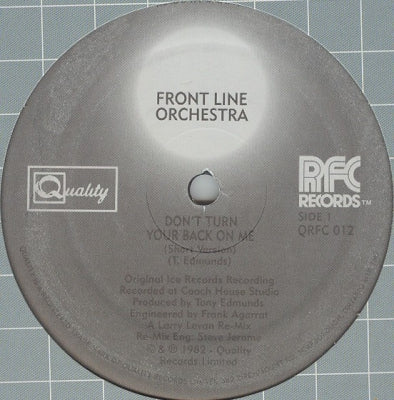 FRONT LINE
ORCHESTRA
Quality
RFC
RECORDS™
SIDE 1
QRFC 012
DON'T TURN
YOUR BACK ON ME
(Short Version)
(T. Edmunds)
Original Ice Records Recording
Recorded at Coach House Studio
Produced by Tony Edmunds
Engineered by Frank Agarrat
A Larry Levan Re-Mix
Re-Mix Eng: Steve Jerome
© & ℗ 1982 - Quality
Records Limited
QUALITY RECORDS